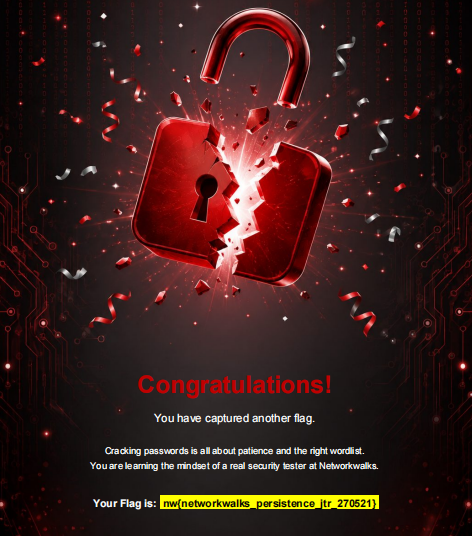 Congratulations!
You have captured another flag.
Cracking passwords is all about patience and the right wordlist.
You are learning the mindset of a real security tester at Networkwalks.
Your Flag is: nw{networkwalks_persistence_jtr_270521}